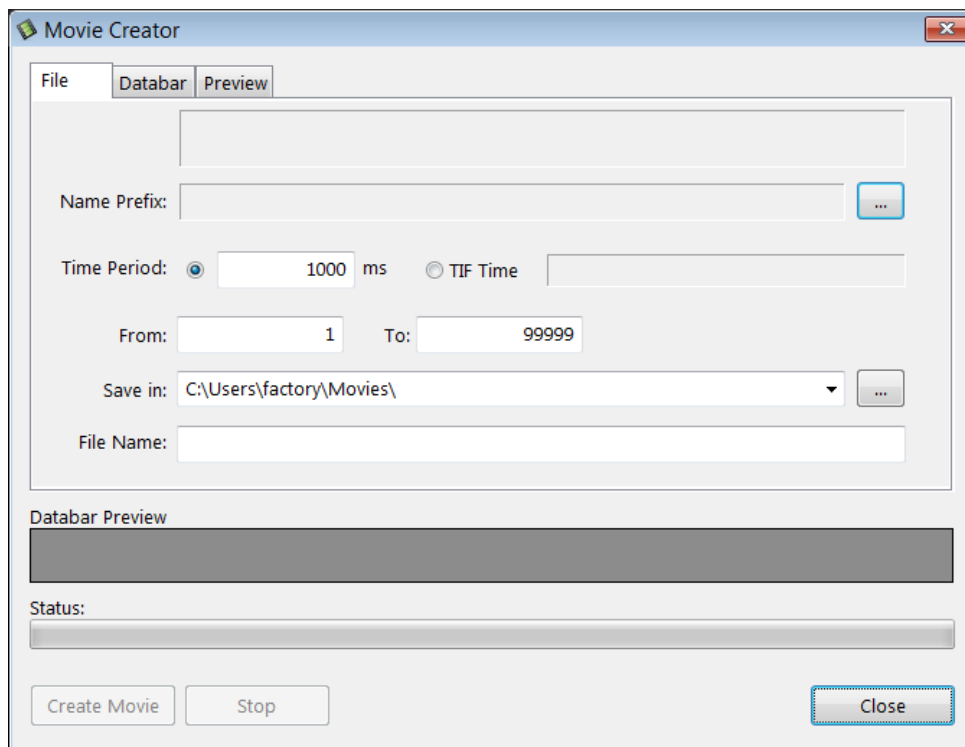 Movie Creator
File Databar Preview
Name Prefix: ...
Time Period: 1000 ms TIF Time
From: 1 To: 99999
Save in: C:\Users\factory\Movies\ ...
File Name:
Databar Preview
Status:
Create Movie Stop Close